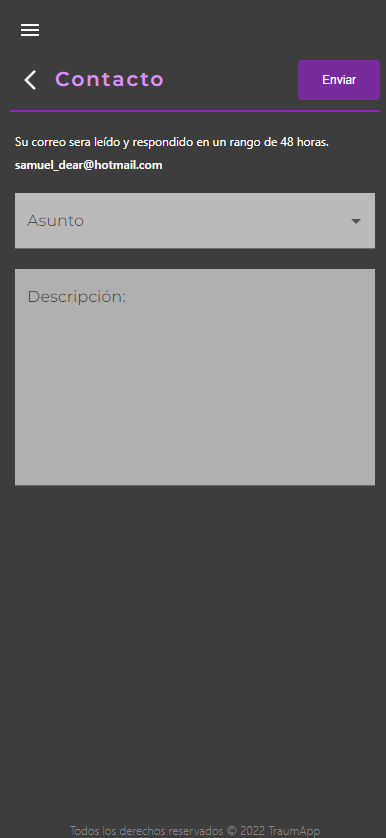 Contacto
Enviar
Su correo sera leído y respondido en un rango de 48 horas.
samuel_dear@hotmail.com
Asunto
Descripción:
Todos los derechos reservados © 2022 TraumApp